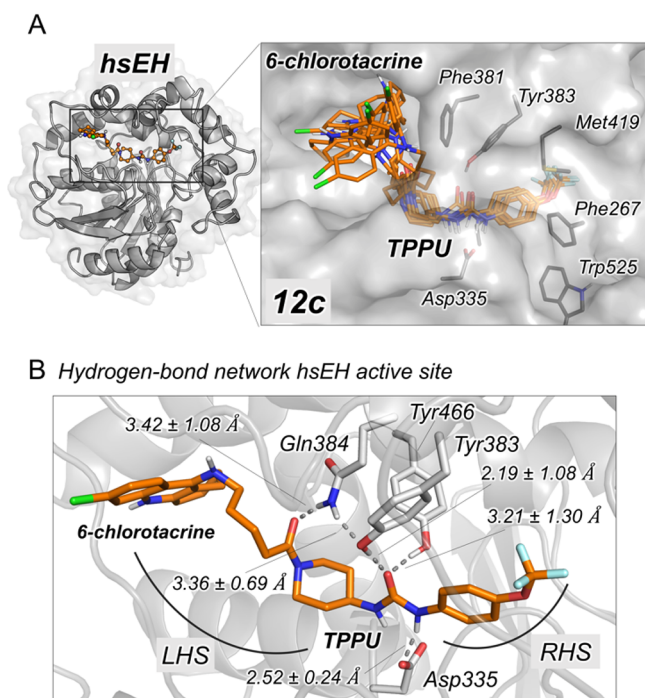 A
hsEH
6-chlorotacrine
Phe381
Tyr383
Met419
TPPU
Phe267
12c
Asp335
Trp525
B Hydrogen-bond network hsEH active site
3.42 ± 1.08 Å
Tyr466
Gln384
Tyr383
2.19 ± 1.08 Å
6-chlorotacrine
3.21 ± 1.30 Å
3.36 ± 0.69 Å
LHS
TPPU
RHS
2.52 ± 0.24 Å
Asp335